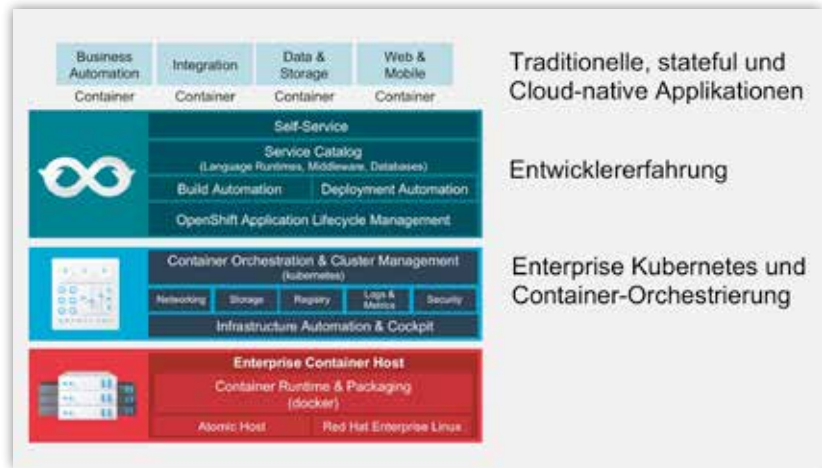 Business
Automation
Integration
Data &
Storage
Web &
Mobile
Container
Container
Container
Container
Traditionelle, stateful und
Cloud-native Applikationen
Self-Service
Service Catalog
(Language Runtimes, Middleware, Databases)
Build Automation
Deployment Automation
OpenShift Application Lifecycle Management
Entwicklererfahrung
Container Orchestration & Cluster Management
(kubernetes)
Networking
Storage
Registry
Logs &
Metrics
Security
Infrastructure Automation & Cockpit
Enterprise Kubernetes und
Container-Orchestrierung
Enterprise Container Host
Container Runtime & Packaging
(docker)
Atomic Host
Red Hat Enterprise Linux